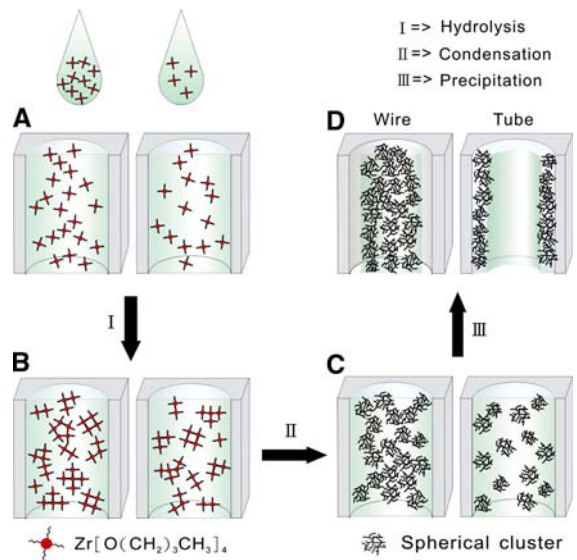 Ⅰ => Hydrolysis
Ⅱ => Condensation
Ⅲ => Precipitation
A
D
Wire
Tube
Ⅰ
Ⅲ
B
C
Ⅱ
Zr[O(CH₂)₃CH₃]₄
Spherical cluster